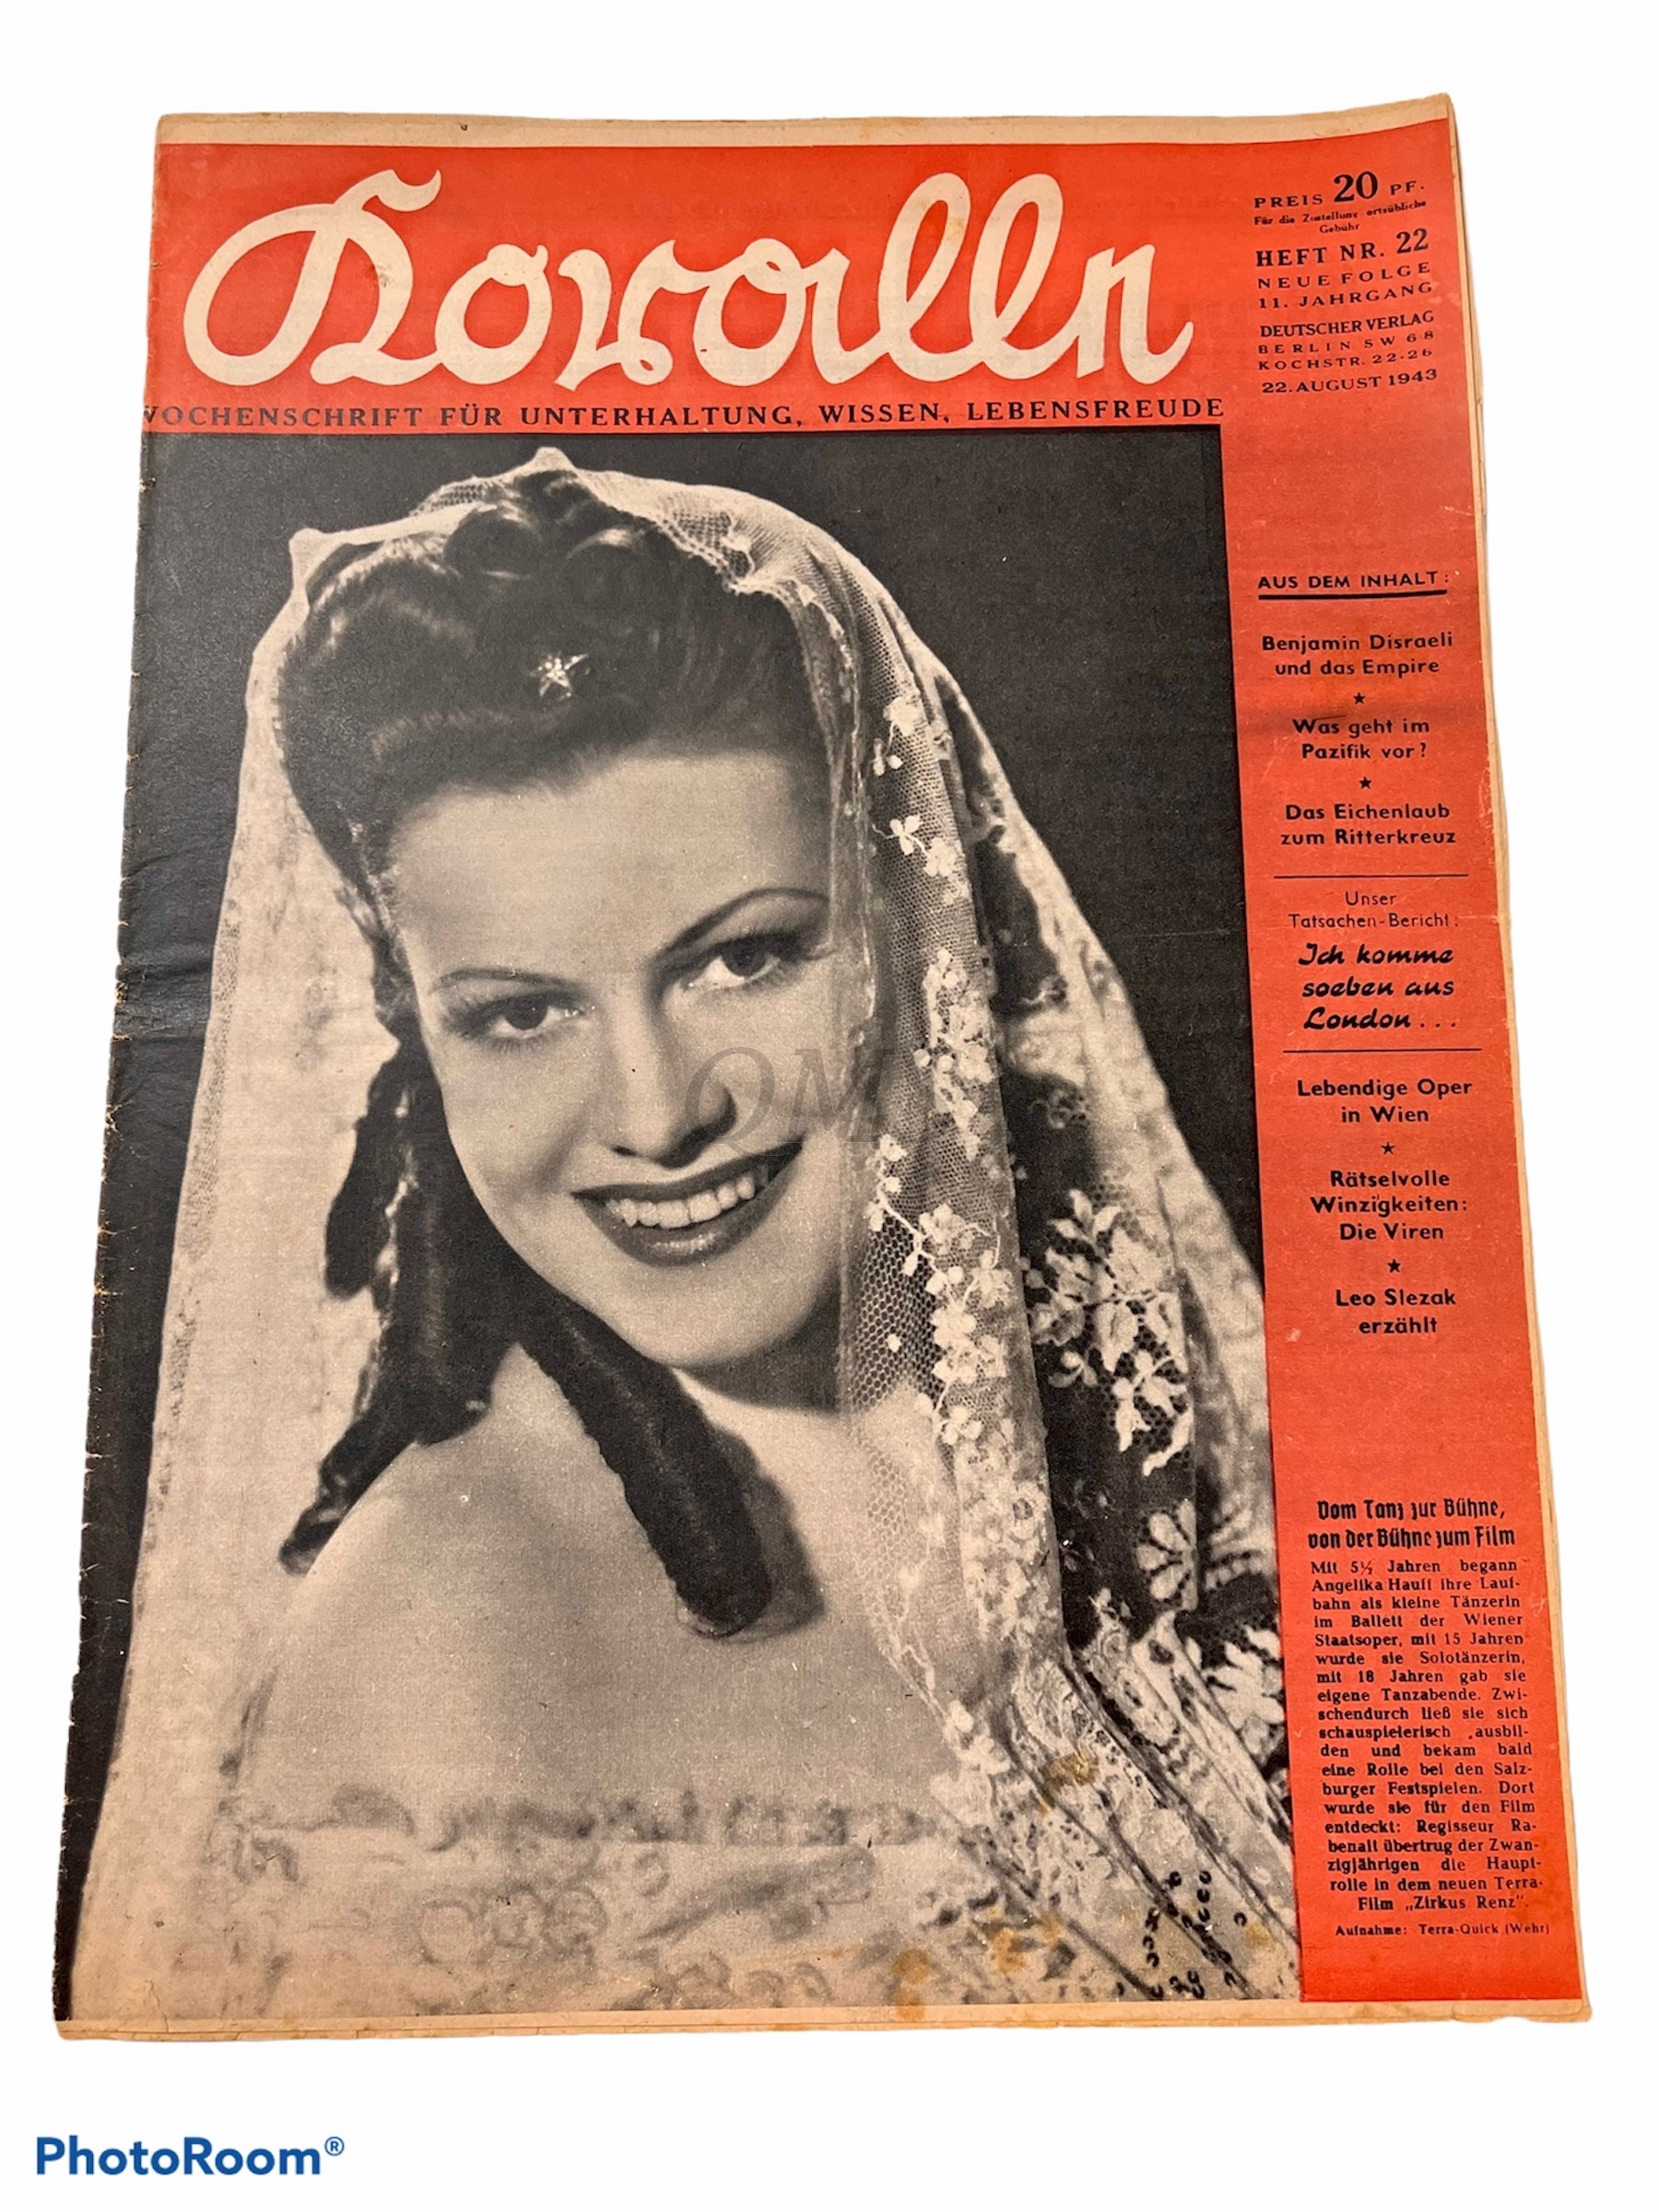 Koralle
PREIS 20 PF.
Für die Zustellung ortsübliche
Gebühr
HEFT NR. 22
NEUE FOLGE
11. JAHRGANG
DEUTSCHER VERLAG
BERLIN SW 68
KOCHSTR. 22-26
22. AUGUST 1943
WOCHENSCHRIFT FÜR UNTERHALTUNG, WISSEN, LEBENSFREUDE
AUS DEM INHALT:
Benjamin Disraeli
und das Empire
★
Was geht im
Pazifik vor?
★
Das Eichenlaub
zum Ritterkreuz
Unser
Tatsachen-Bericht:
Ich komme
soeben aus
London...
Lebendige Oper
in Wien
★
Rätselvolle
Winzigkeiten:
Die Viren
★
Leo Slezak
erzählt
Vom Tanz zur Bühne,
von der Bühne zum Film
Mit 5½ Jahren begann
Angelika Hauff ihre Lauf-
bahn als kleine Tänzerin
im Ballett der Wiener
Staatsoper, mit 15 Jahren
wurde sie Solotänzerin,
mit 18 Jahren gab sie
eigene Tanzabende. Zwi-
schendurch ließ sie sich
schauspielerisch ausbil-
den und bekam bald
eine Rolle bei den Salz-
burger Festspielen. Dort
wurde sie für den Film
entdeckt: Regisseur Ra-
benalt übertrug der Zwan-
zigjährigen die Haupt-
rolle in dem neuen Terra-
Film „Zirkus Renz“.
Aufnahme: Terra-Quick (Wehr)
QM
PhotoRoom®